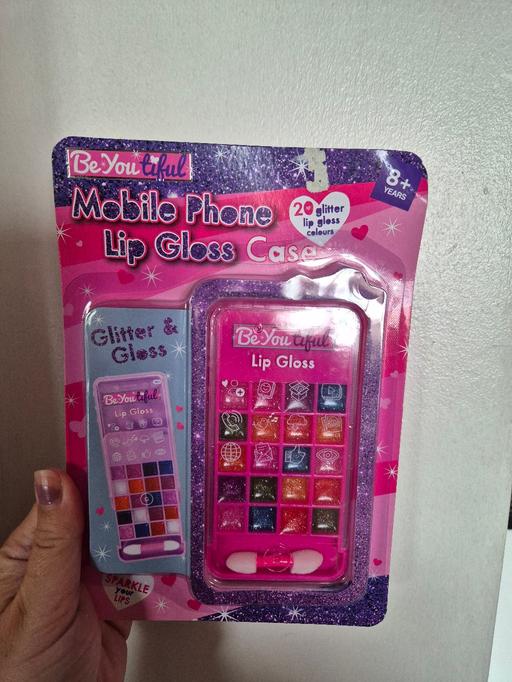 Be•You tiful
8+
YEARS
Mobile Phone
Lip Gloss Case
20 glitter
lip gloss
colours
Glitter &
Gloss
Be•You tiful
Lip Gloss
Be•You tiful
Lip Gloss
SPARKLE
your
LIPS